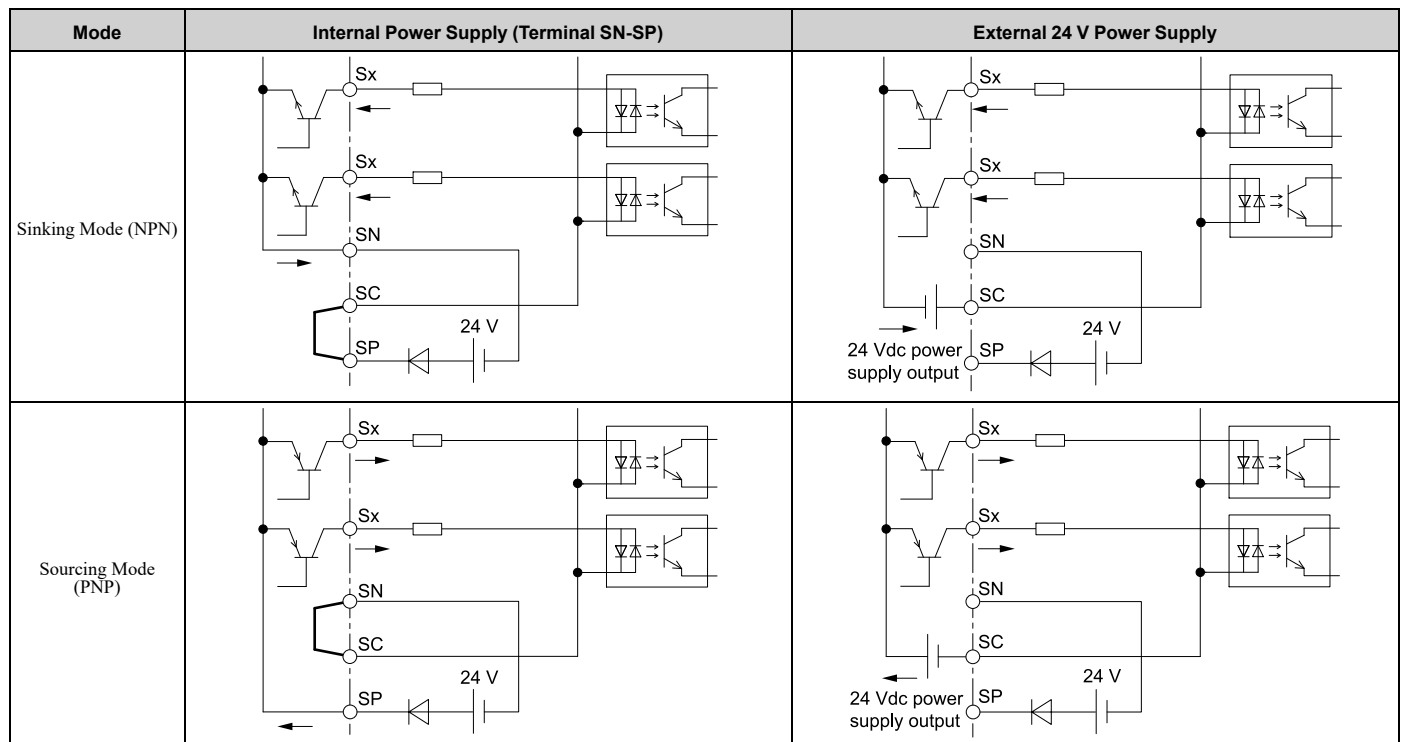 Mode
Internal Power Supply (Terminal SN-SP)
External 24 V Power Supply
Sinking Mode (NPN)
Sx
Sx
SN
SC
24 V
SP
Sx
Sx
SN
SC
24 V
24 Vdc power
supply output
SP
Sourcing Mode
(PNP)
Sx
Sx
SN
SC
24 V
SP
Sx
Sx
SN
SC
24 V
24 Vdc power
supply output
SP